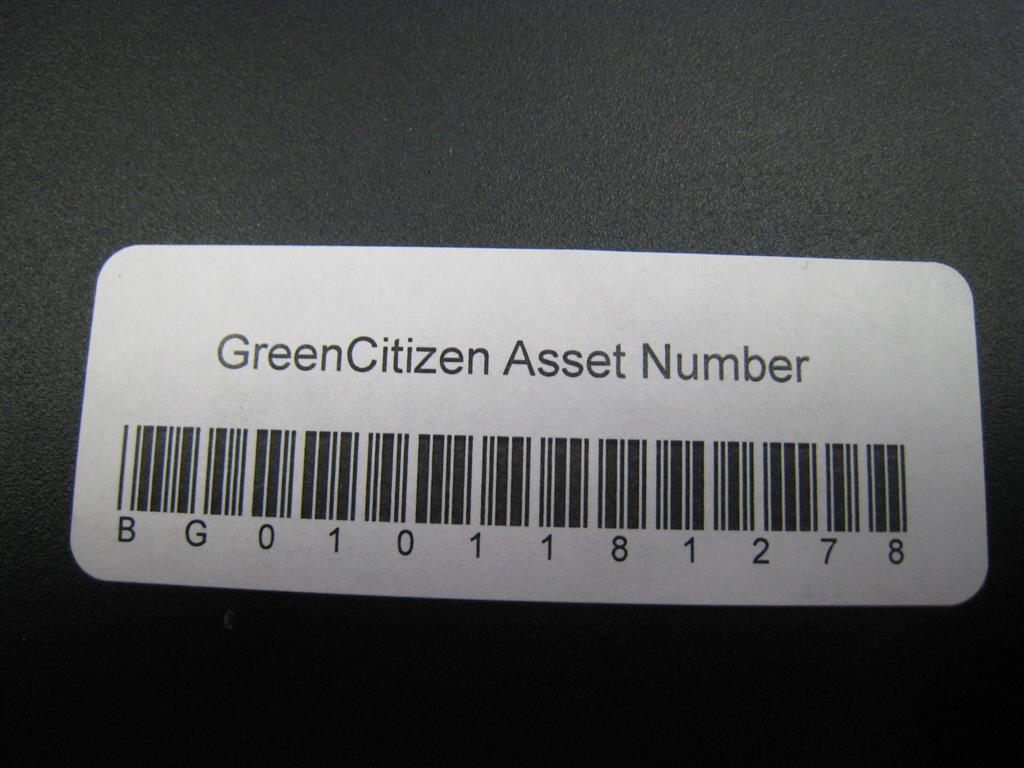 GreenCitizen Asset Number
B G 0 1 0 1 1 8 1 2 7 8